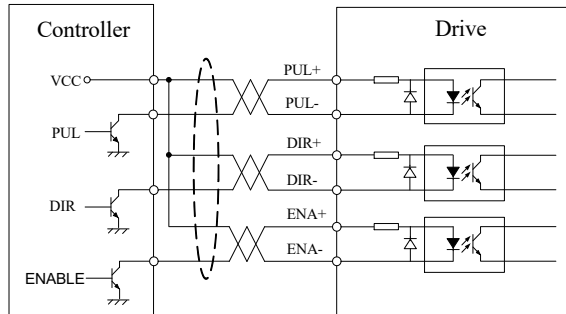 Controller
Drive
VCC
PUL+
PUL-
PUL
DIR+
DIR-
DIR
ENA+
ENA-
ENABLE